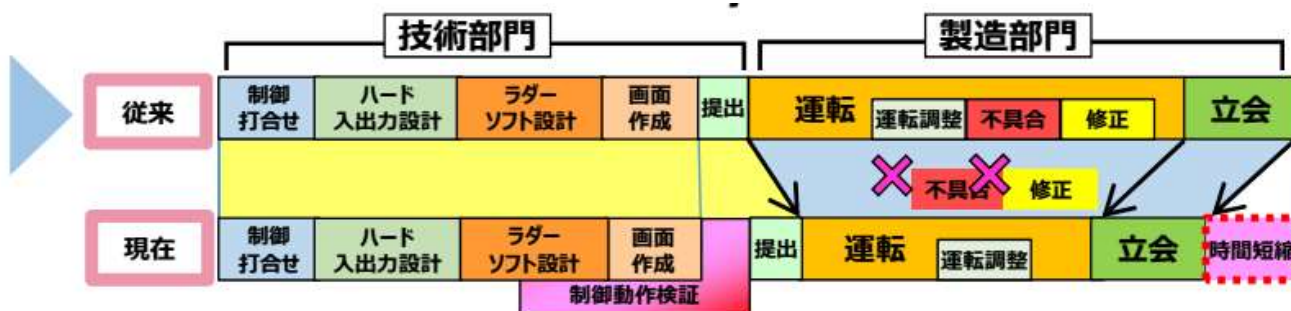 技術部門
製造部門
従来
制御
打合せ
ハード
入出力設計
ラダー
ソフト設計
画面
作成
提出
運転
運転調整
不具合
修正
立会
不具合
修正
現在
制御
打合せ
ハード
入出力設計
ラダー
ソフト設計
画面
作成
提出
運転
運転調整
立会
時間短縮
制御動作検証